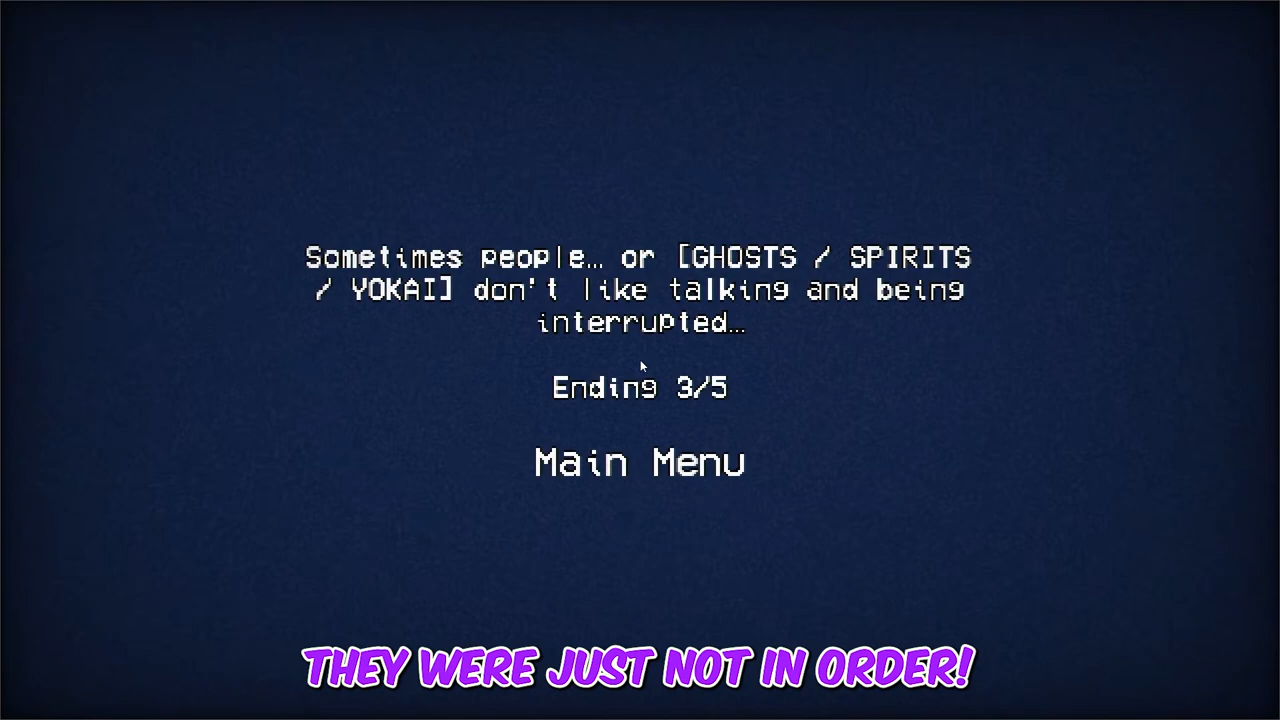 Sometimes people… or [GHOSTS / SPIRITS
/ YOKAI] don't like talking and being
interrupted…
Ending 3/5
Main Menu
THEY WERE JUST NOT IN ORDER!